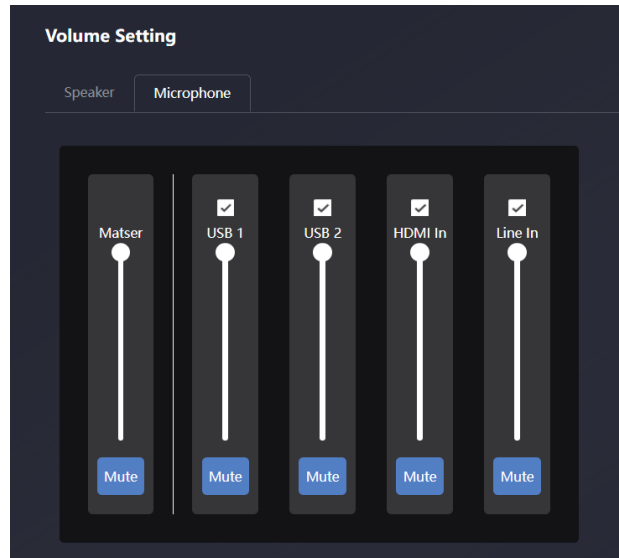 Volume Setting
Speaker Microphone
Matser USB 1 USB 2 HDMI In Line In
Mute Mute Mute Mute Mute